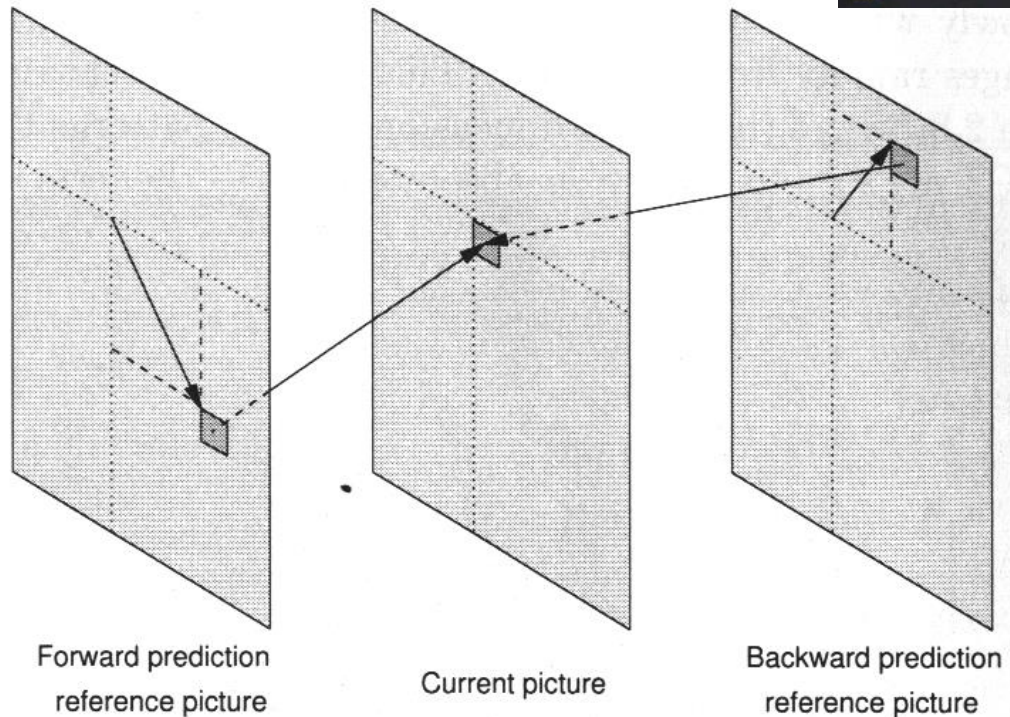 Forward prediction
reference picture
Current picture
Backward prediction
reference picture